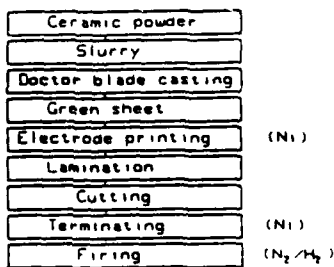 Ceramic powder
Slurry
Doctor blade casting
Green sheet
Electrode printing (Ni)
Lamination
Cutting
Terminating (Ni)
Firing (N₂/H₂)